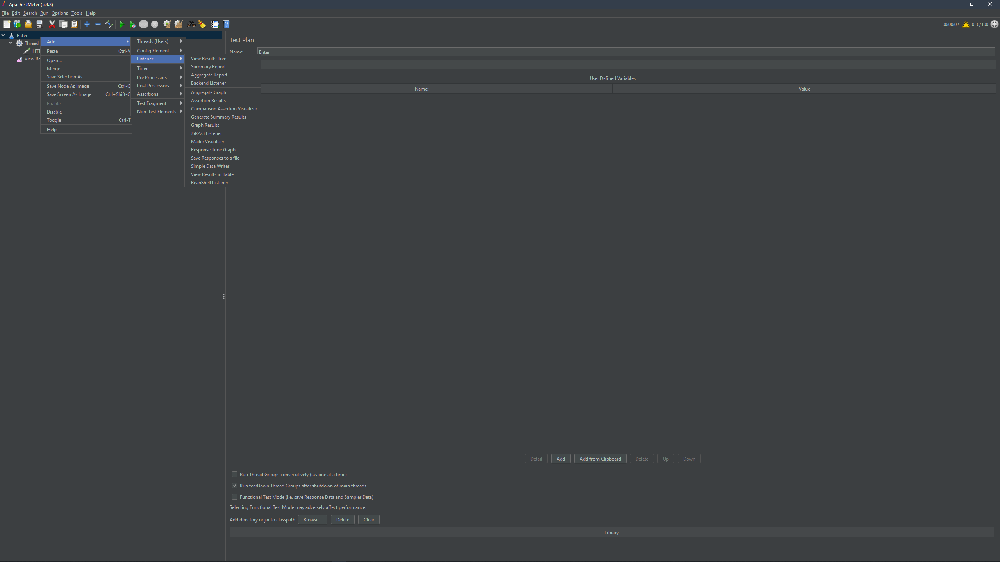 Apache JMeter (5.4.3)
File Edit Search Run Options Tools Help
00:00:02 0 0/100
Enter
Thread
HTT
View Re
Add
Paste Ctrl-V
Open...
Merge
Save Selection As...
Save Node As Image Ctrl-G
Save Screen As Image Ctrl+Shift-G
Enable
Disable
Toggle Ctrl-T
Help
Threads (Users)
Config Element
Listener
Timer
Pre Processors
Post Processors
Assertions
Test Fragment
Non-Test Elements
View Results Tree
Summary Report
Aggregate Report
Backend Listener
Aggregate Graph
Assertion Results
Comparison Assertion Visualizer
Generate Summary Results
Graph Results
JSR223 Listener
Mailer Visualizer
Response Time Graph
Save Responses to a file
Simple Data Writer
View Results in Table
BeanShell Listener
Test Plan
Name: Enter
User Defined Variables
Name: Value
Detail Add Add from Clipboard Delete Up Down
Run Thread Groups consecutively (i.e. one at a time)
Run tearDown Thread Groups after shutdown of main threads
Functional Test Mode (i.e. save Response Data and Sampler Data)
Selecting Functional Test Mode may adversely affect performance.
Add directory or jar to classpath Browse... Delete Clear
Library